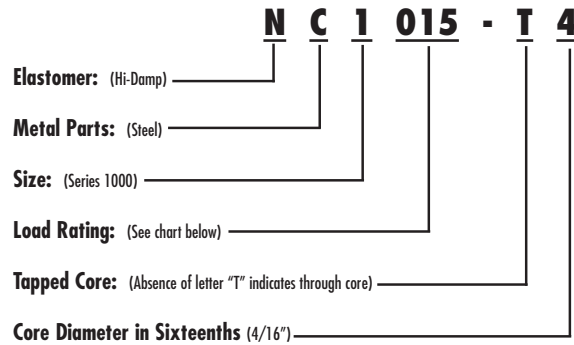 N C 1 015 - T 4
Elastomer: (Hi-Damp)
Metal Parts: (Steel)
Size: (Series 1000)
Load Rating: (See chart below)
Tapped Core: (Absence of letter “T” indicates through core)
Core Diameter in Sixteenths (4/16”)